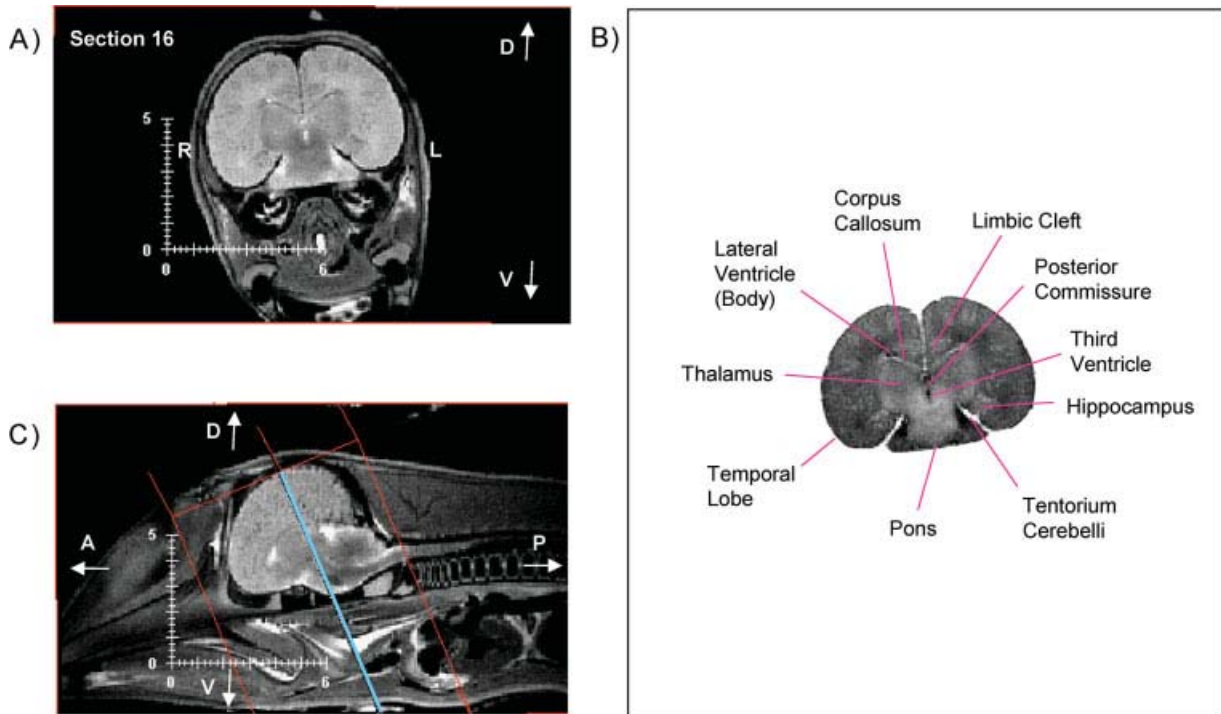 A)
Section 16
D
5
R
L
0
0
6
V
B)
Corpus
Callosum
Limbic Cleft
Lateral
Ventricle
(Body)
Posterior
Commissure
Third
Ventricle
Thalamus
Hippocampus
Temporal
Lobe
Tentorium
Cerebelli
Pons
C)
D
A
5
P
0
0
6
V